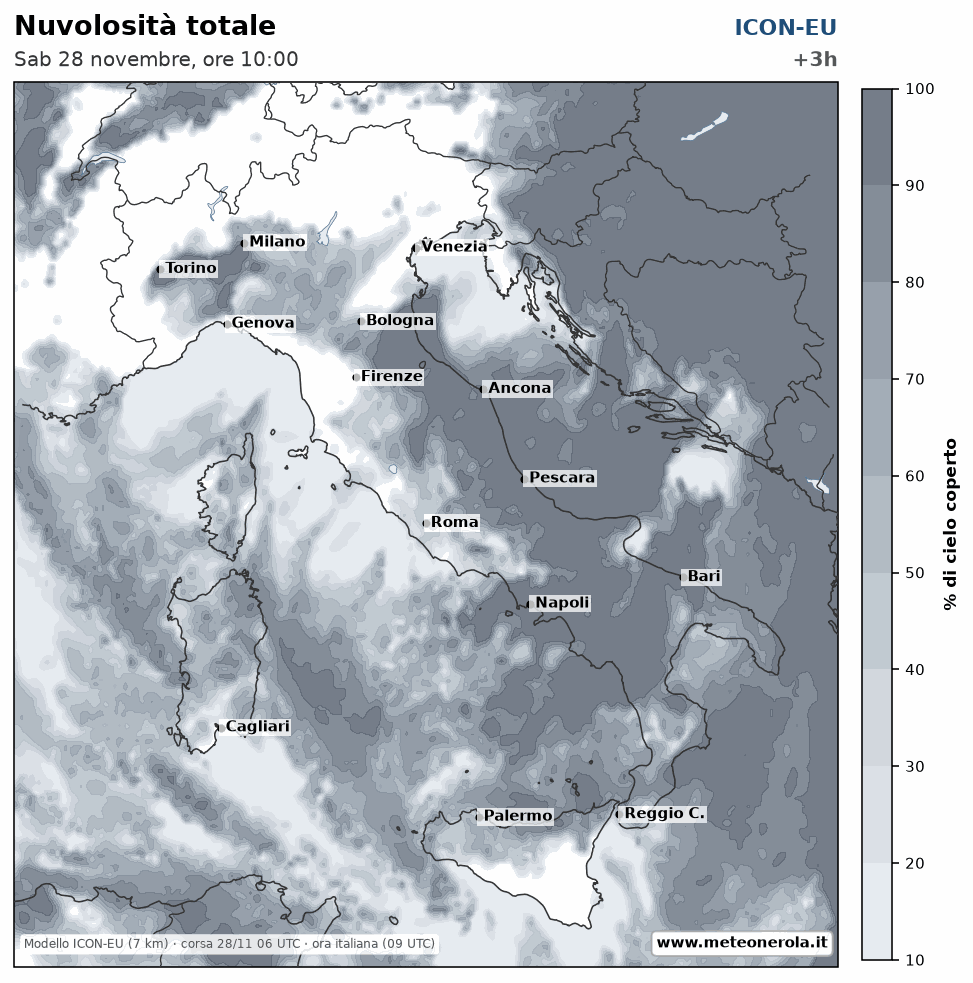 Nuvolosità totale
ICON-EU
Sab 28 novembre, ore 10:00
+3h
100
90
80
70
60
50
40
30
20
10
% di cielo coperto
Milano
Venezia
Torino
Genova
Bologna
Firenze
Ancona
Pescara
Roma
Bari
Napoli
Cagliari
Palermo
Reggio C.
Modello ICON-EU (7 km) · corsa 28/11 06 UTC · ora italiana (09 UTC)
www.meteonerola.it